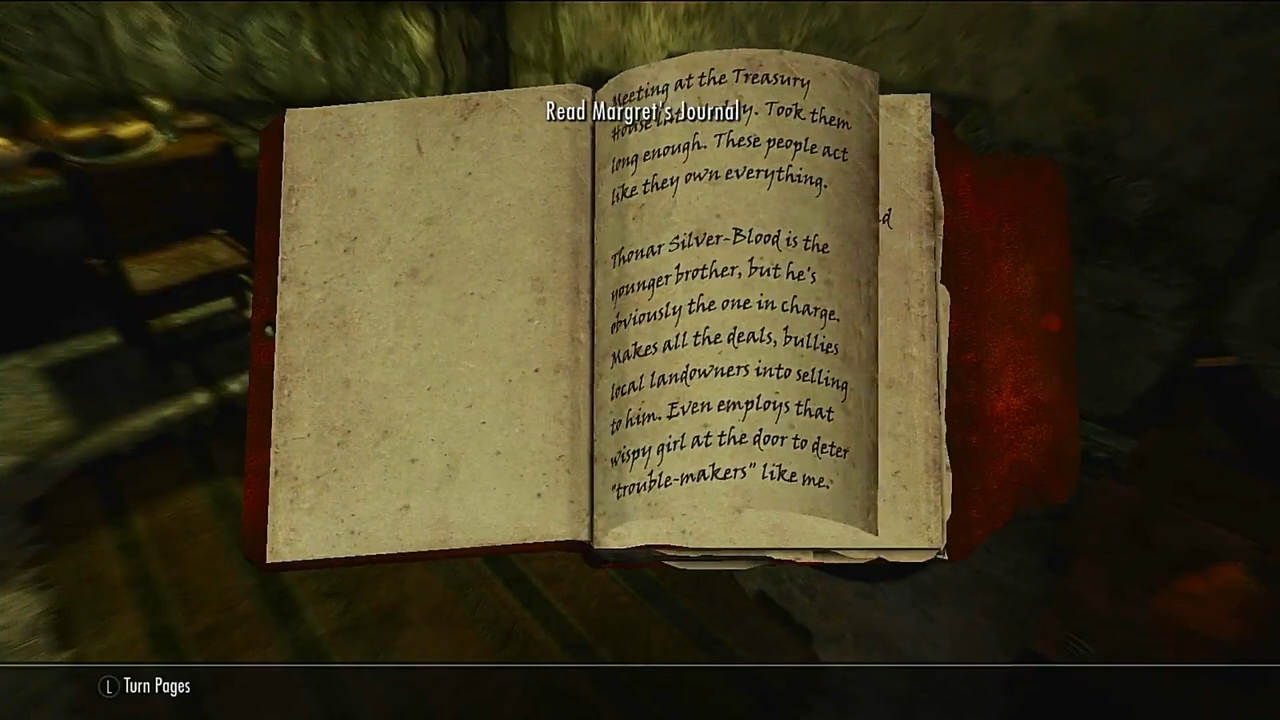 Meeting at the Treasury
Read Margret's Journal
House Took them
long enough. These people act
like they own everything.
Thonar Silver-Blood is the
younger brother, but he's
obviously the one in charge.
Makes all the deals, bullies
local landowners into selling
to him. Even employs that
wispy girl at the door to deter
"trouble-makers" like me.
L Turn Pages